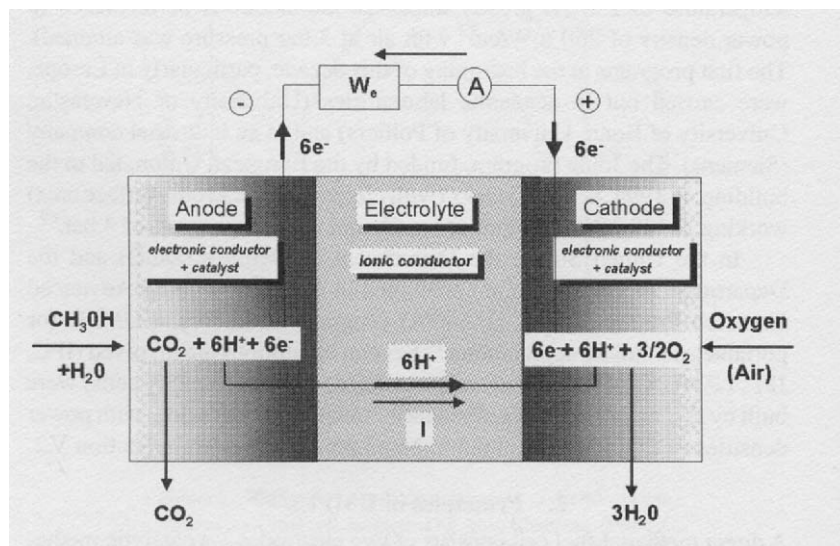 W_e
A
-
+
6e⁻
6e⁻
Anode
Electrolyte
Cathode
electronic conductor
+ catalyst
Ionic conductor
electronic conductor
+ catalyst
CH₃0H
+H₂0
CO₂ + 6H⁺ + 6e⁻
6H⁺
I
6e⁻+ 6H⁺ + 3/2O₂
Oxygen
(Air)
CO₂
3H₂0